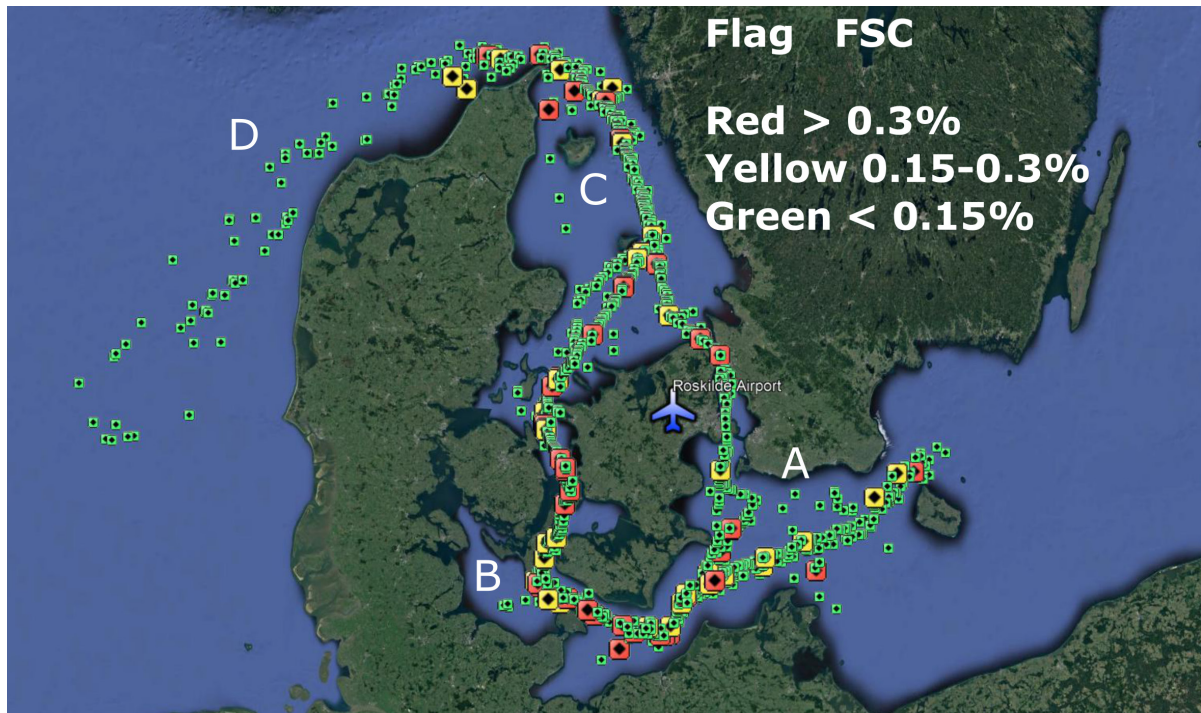 Flag FSC
Red > 0.3%
Yellow 0.15-0.3%
Green < 0.15%
D
C
Roskilde Airport
A
B